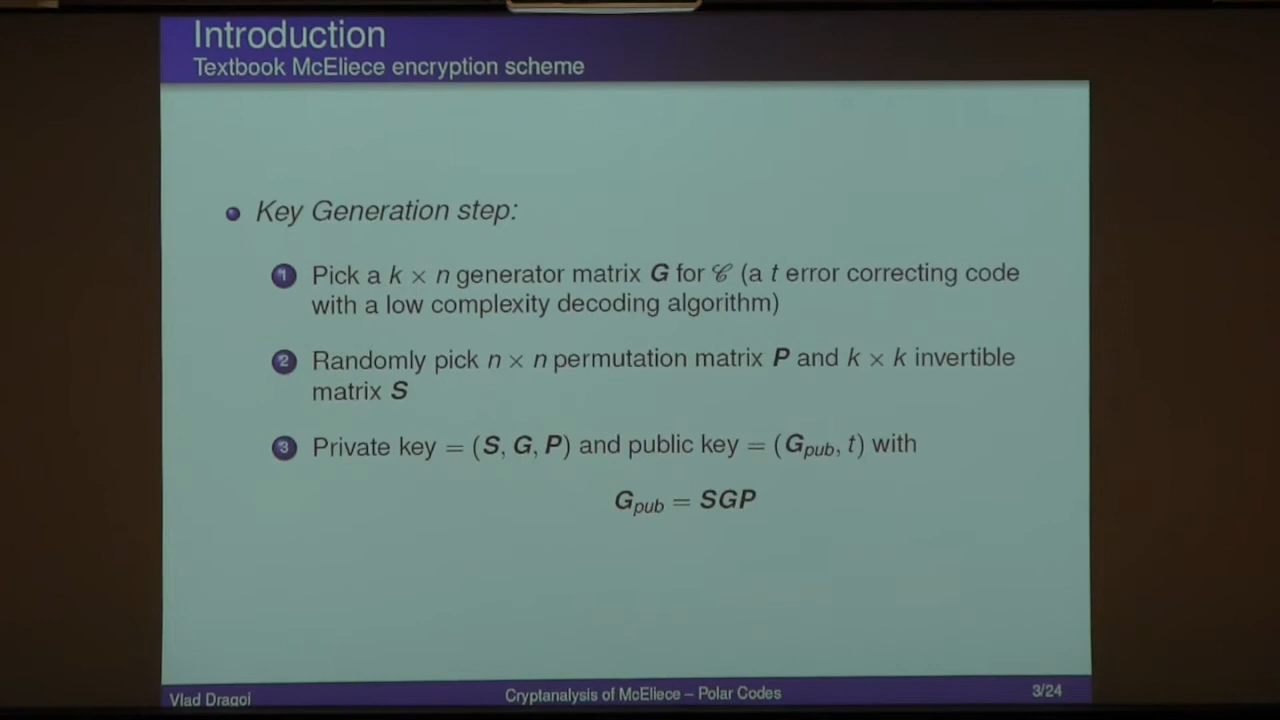 Introduction
Textbook McEliece encryption scheme
Key Generation step:
1 Pick a k × n generator matrix G for 𝒞 (a t error correcting code
with a low complexity decoding algorithm)
2 Randomly pick n × n permutation matrix P and k × k invertible
matrix S
3 Private key = (S, G, P) and public key = (G_pub, t) with
G_pub = SGP
Vlad Dragoi
Cryptanalysis of McEliece – Polar Codes
3/24